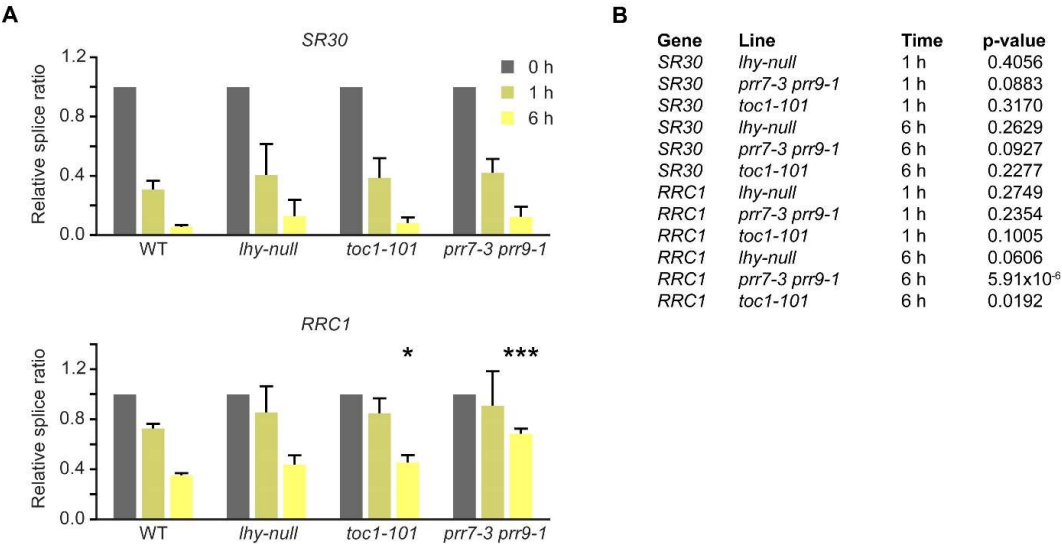 A
SR30
Relative splice ratio
1.2
0.8
0.4
0.0
0 h
1 h
6 h
WT
lhy-null
toc1-101
prr7-3 prr9-1
RRC1
Relative splice ratio
1.2
0.8
0.4
0.0
*
***
WT
lhy-null
toc1-101
prr7-3 prr9-1
B
Gene Line Time p-value
SR30 lhy-null 1 h 0.4056
SR30 prr7-3 prr9-1 1 h 0.0883
SR30 toc1-101 1 h 0.3170
SR30 lhy-null 6 h 0.2629
SR30 prr7-3 prr9-1 6 h 0.0927
SR30 toc1-101 6 h 0.2277
RRC1 lhy-null 1 h 0.2749
RRC1 prr7-3 prr9-1 1 h 0.2354
RRC1 toc1-101 1 h 0.1005
RRC1 lhy-null 6 h 0.0606
RRC1 prr7-3 prr9-1 6 h 5.91x10⁻⁶
RRC1 toc1-101 6 h 0.0192